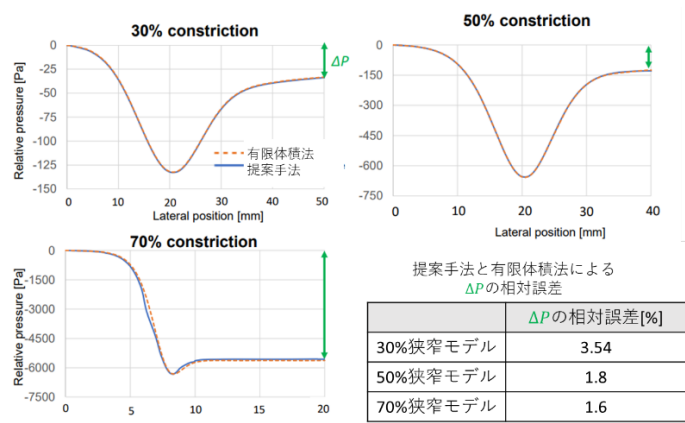 30% constriction
Relative pressure [Pa]
0
-25
-50
-75
-100
-125
-150
ΔP
有限体積法
提案手法
0 10 20 30 40 50
Lateral position [mm]
50% constriction
Relative pressure [Pa]
0
-150
-300
-450
-600
-750
0 10 20 30 40
Lateral position [mm]
70% constriction
Relative pressure [Pa]
0
-1500
-3000
-4500
-6000
-7500
0 5 10 15 20
提案手法と有限体積法による
ΔPの相対誤差
ΔPの相対誤差[%]
30%狭窄モデル 3.54
50%狭窄モデル 1.8
70%狭窄モデル 1.6